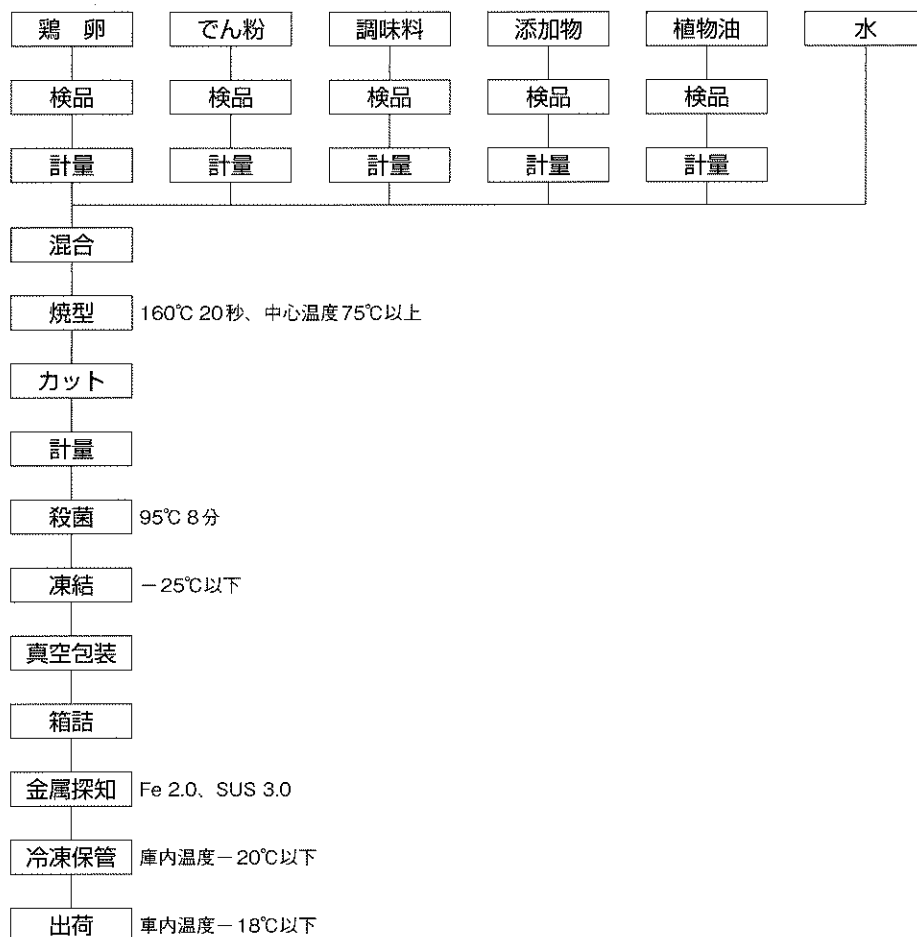 鶏 卵 でん粉 調味料 添加物 植物油 水
検品 検品 検品 検品 検品
計量 計量 計量 計量 計量
混合
焼型 160℃ 20秒、中心温度75℃以上
カット
計量
殺菌 95℃ 8分
凍結 −25℃以下
真空包装
箱詰
金属探知 Fe 2.0、SUS 3.0
冷凍保管 庫内温度−20℃以下
出荷 車内温度−18℃以下